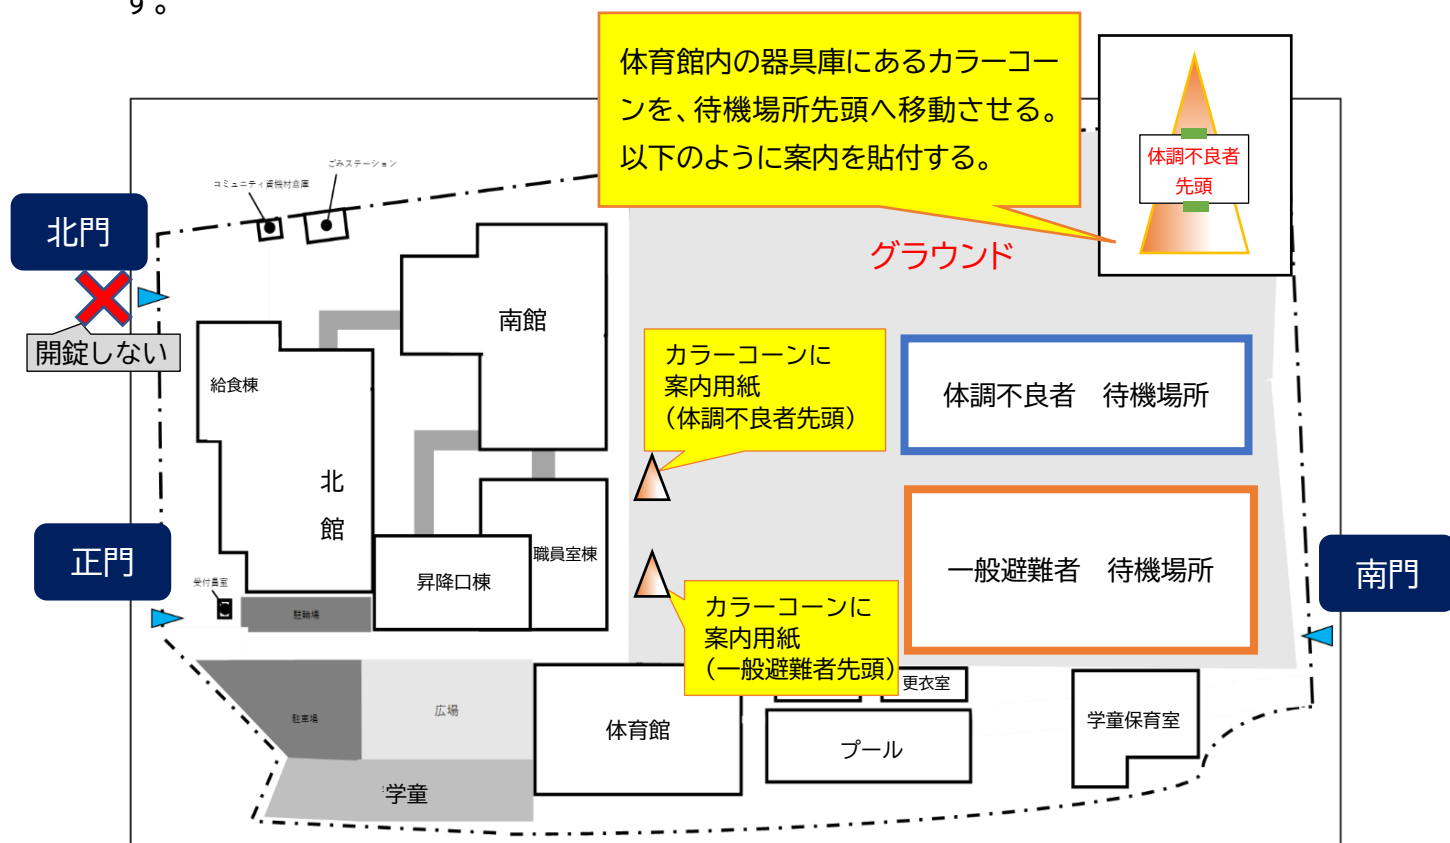 す。
体育館内の器具庫にあるカラーコー
ンを、待機場所先頭へ移動させる。
以下のように案内を貼付する。
体調不良者
先頭
ごみステーション
コミュニティ資機材倉庫
北門
開錠しない
グラウンド
南館
給食棟
カラーコーンに
案内用紙
（体調不良者先頭）
体調不良者　待機場所
北
館
正門
職員室棟
昇降口棟
一般避難者　待機場所
南門
受付員室
駐輪場
カラーコーンに
案内用紙
（一般避難者先頭）
更衣室
広場
駐車場
体育館
プール
学童保育室
学童